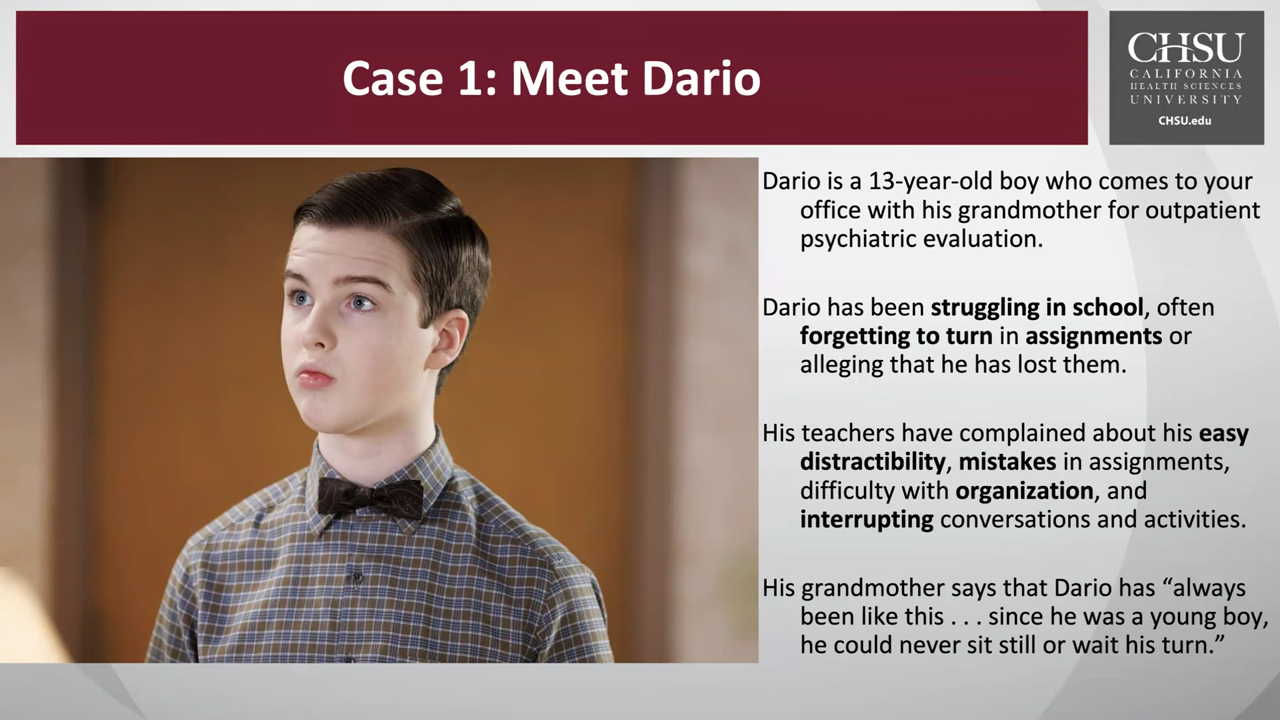 Case 1: Meet Dario
CHSU
CALIFORNIA
HEALTH SCIENCES
UNIVERSITY
CHSU.edu
Dario is a 13-year-old boy who comes to your
office with his grandmother for outpatient
psychiatric evaluation.
Dario has been struggling in school, often
forgetting to turn in assignments or
alleging that he has lost them.
His teachers have complained about his easy
distractibility, mistakes in assignments,
difficulty with organization, and
interrupting conversations and activities.
His grandmother says that Dario has “always
been like this . . . since he was a young boy,
he could never sit still or wait his turn.”